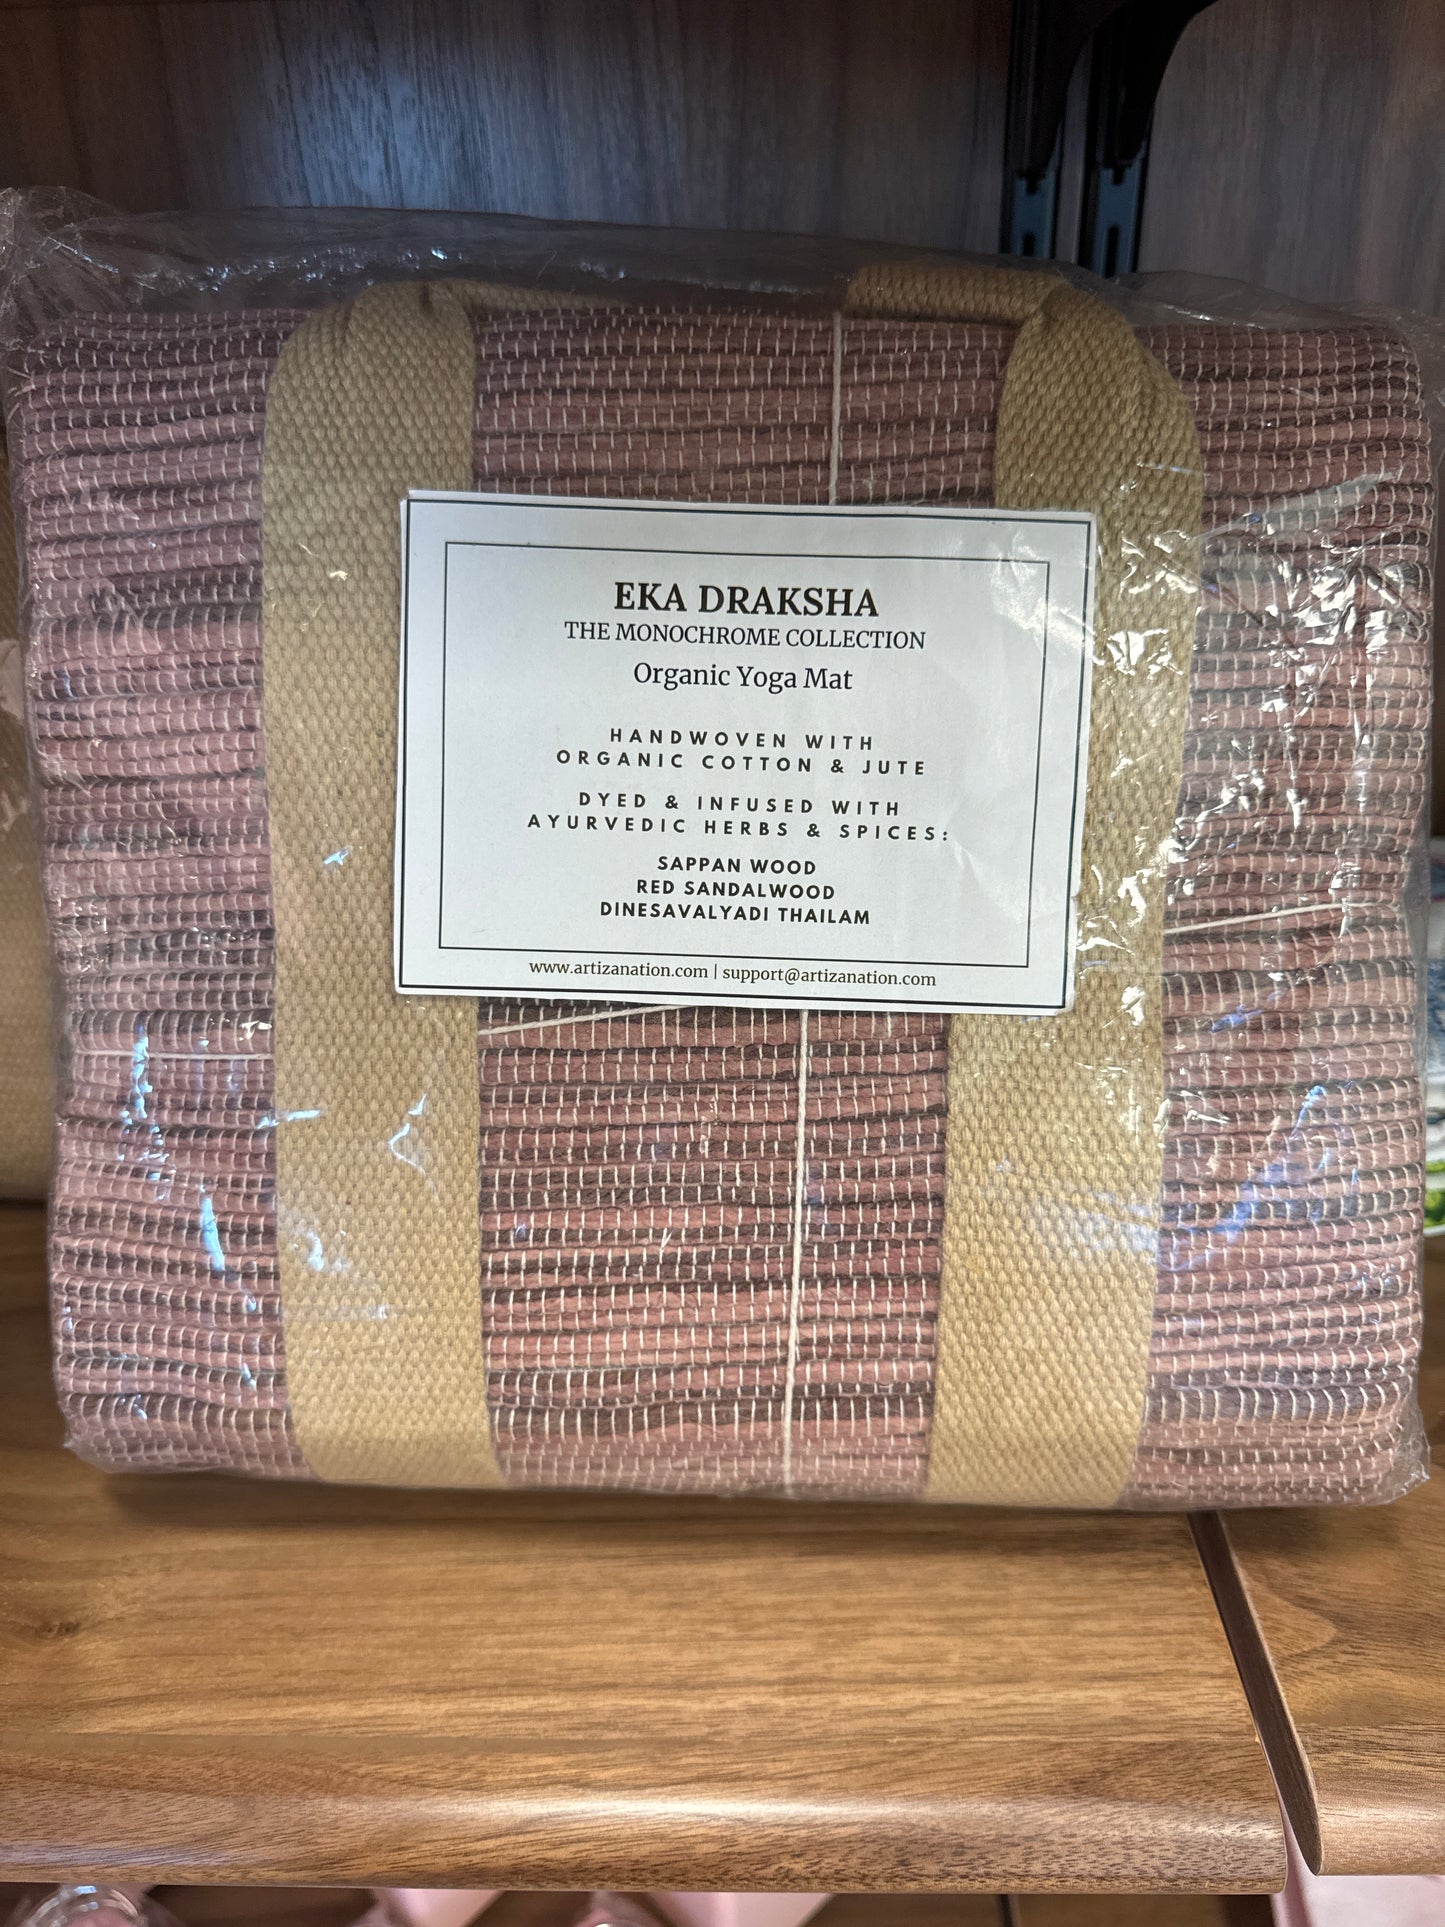 EKA DRAKSHA
THE MONOCHROME COLLECTION
Organic Yoga Mat
HANDWOVEN WITH
ORGANIC COTTON & JUTE
DYED & INFUSED WITH
AYURVEDIC HERBS & SPICES:
SAPPAN WOOD
RED SANDALWOOD
DINESAVALYADI THAILAM
www.artizanation.com | support@artizanation.com